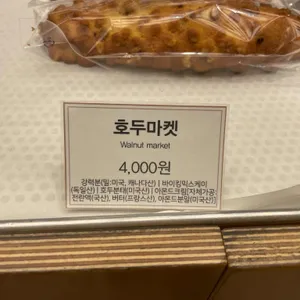 호두마켓
Walnut market
4,000원
강력분(밀:미국, 캐나다산) | 바이킹믹스케이
(독일산) | 호두분태(미국산) | 아몬드크림[자체가공:
전란액(국산), 버터(프랑스산), 아몬드분말(미국산)]